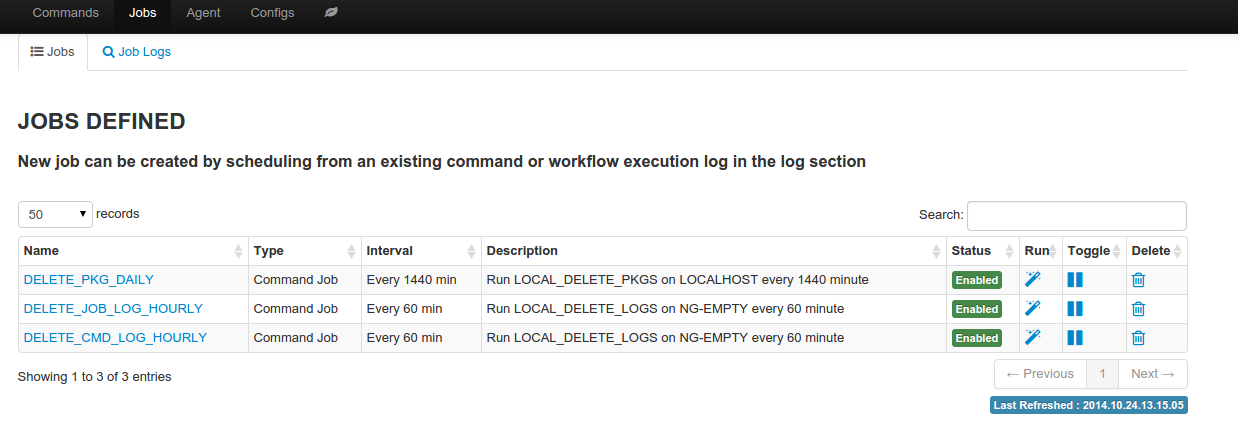 Commands Jobs Agent Configs
Jobs Job Logs
JOBS DEFINED
New job can be created by scheduling from an existing command or workflow execution log in the log section
50 records Search:
Name Type Interval Description Status Run Toggle Delete
DELETE_PKG_DAILY Command Job Every 1440 min Run LOCAL_DELETE_PKGS on LOCALHOST every 1440 minute Enabled
DELETE_JOB_LOG_HOURLY Command Job Every 60 min Run LOCAL_DELETE_LOGS on NG-EMPTY every 60 minute Enabled
DELETE_CMD_LOG_HOURLY Command Job Every 60 min Run LOCAL_DELETE_LOGS on NG-EMPTY every 60 minute Enabled
Showing 1 to 3 of 3 entries ← Previous 1 Next →
Last Refreshed : 2014.10.24.13.15.05